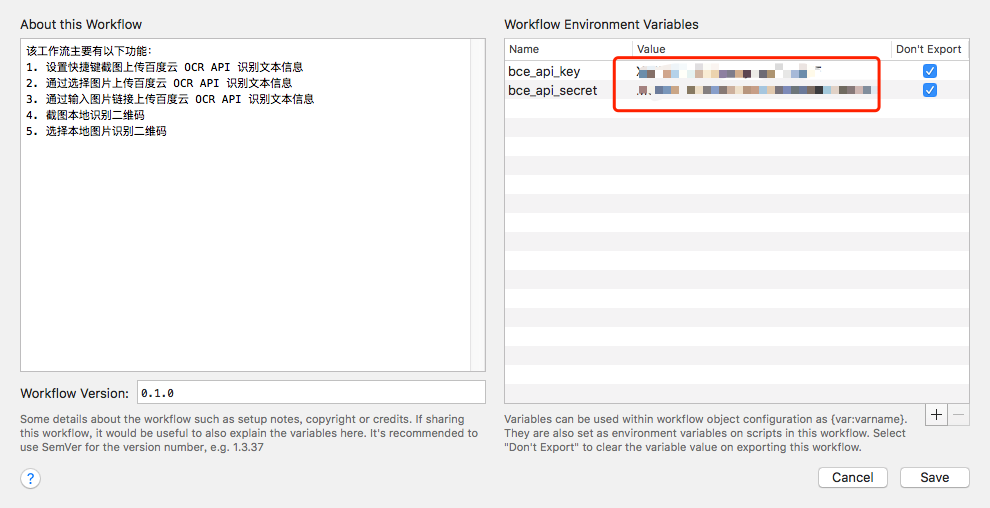 About this Workflow
该工作流主要有以下功能：
1. 设置快捷键截图上传百度云 OCR API 识别文本信息
2. 通过选择图片上传百度云 OCR API 识别文本信息
3. 通过输入图片链接上传百度云 OCR API 识别文本信息
4. 截图本地识别二维码
5. 选择本地图片识别二维码
Workflow Version: 0.1.0
Some details about the workflow such as setup notes, copyright or credits. If sharing
this workflow, it would be useful to also explain the variables here. It's recommended to
use SemVer for the version number, e.g. 1.3.37
?
Workflow Environment Variables
Name Value Don't Export
bce_api_key
bce_api_secret
+ −
Variables can be used within workflow object configuration as {var:varname}.
They are also set as environment variables on scripts in this workflow. Select
"Don't Export" to clear the variable value on exporting this workflow.
Cancel Save